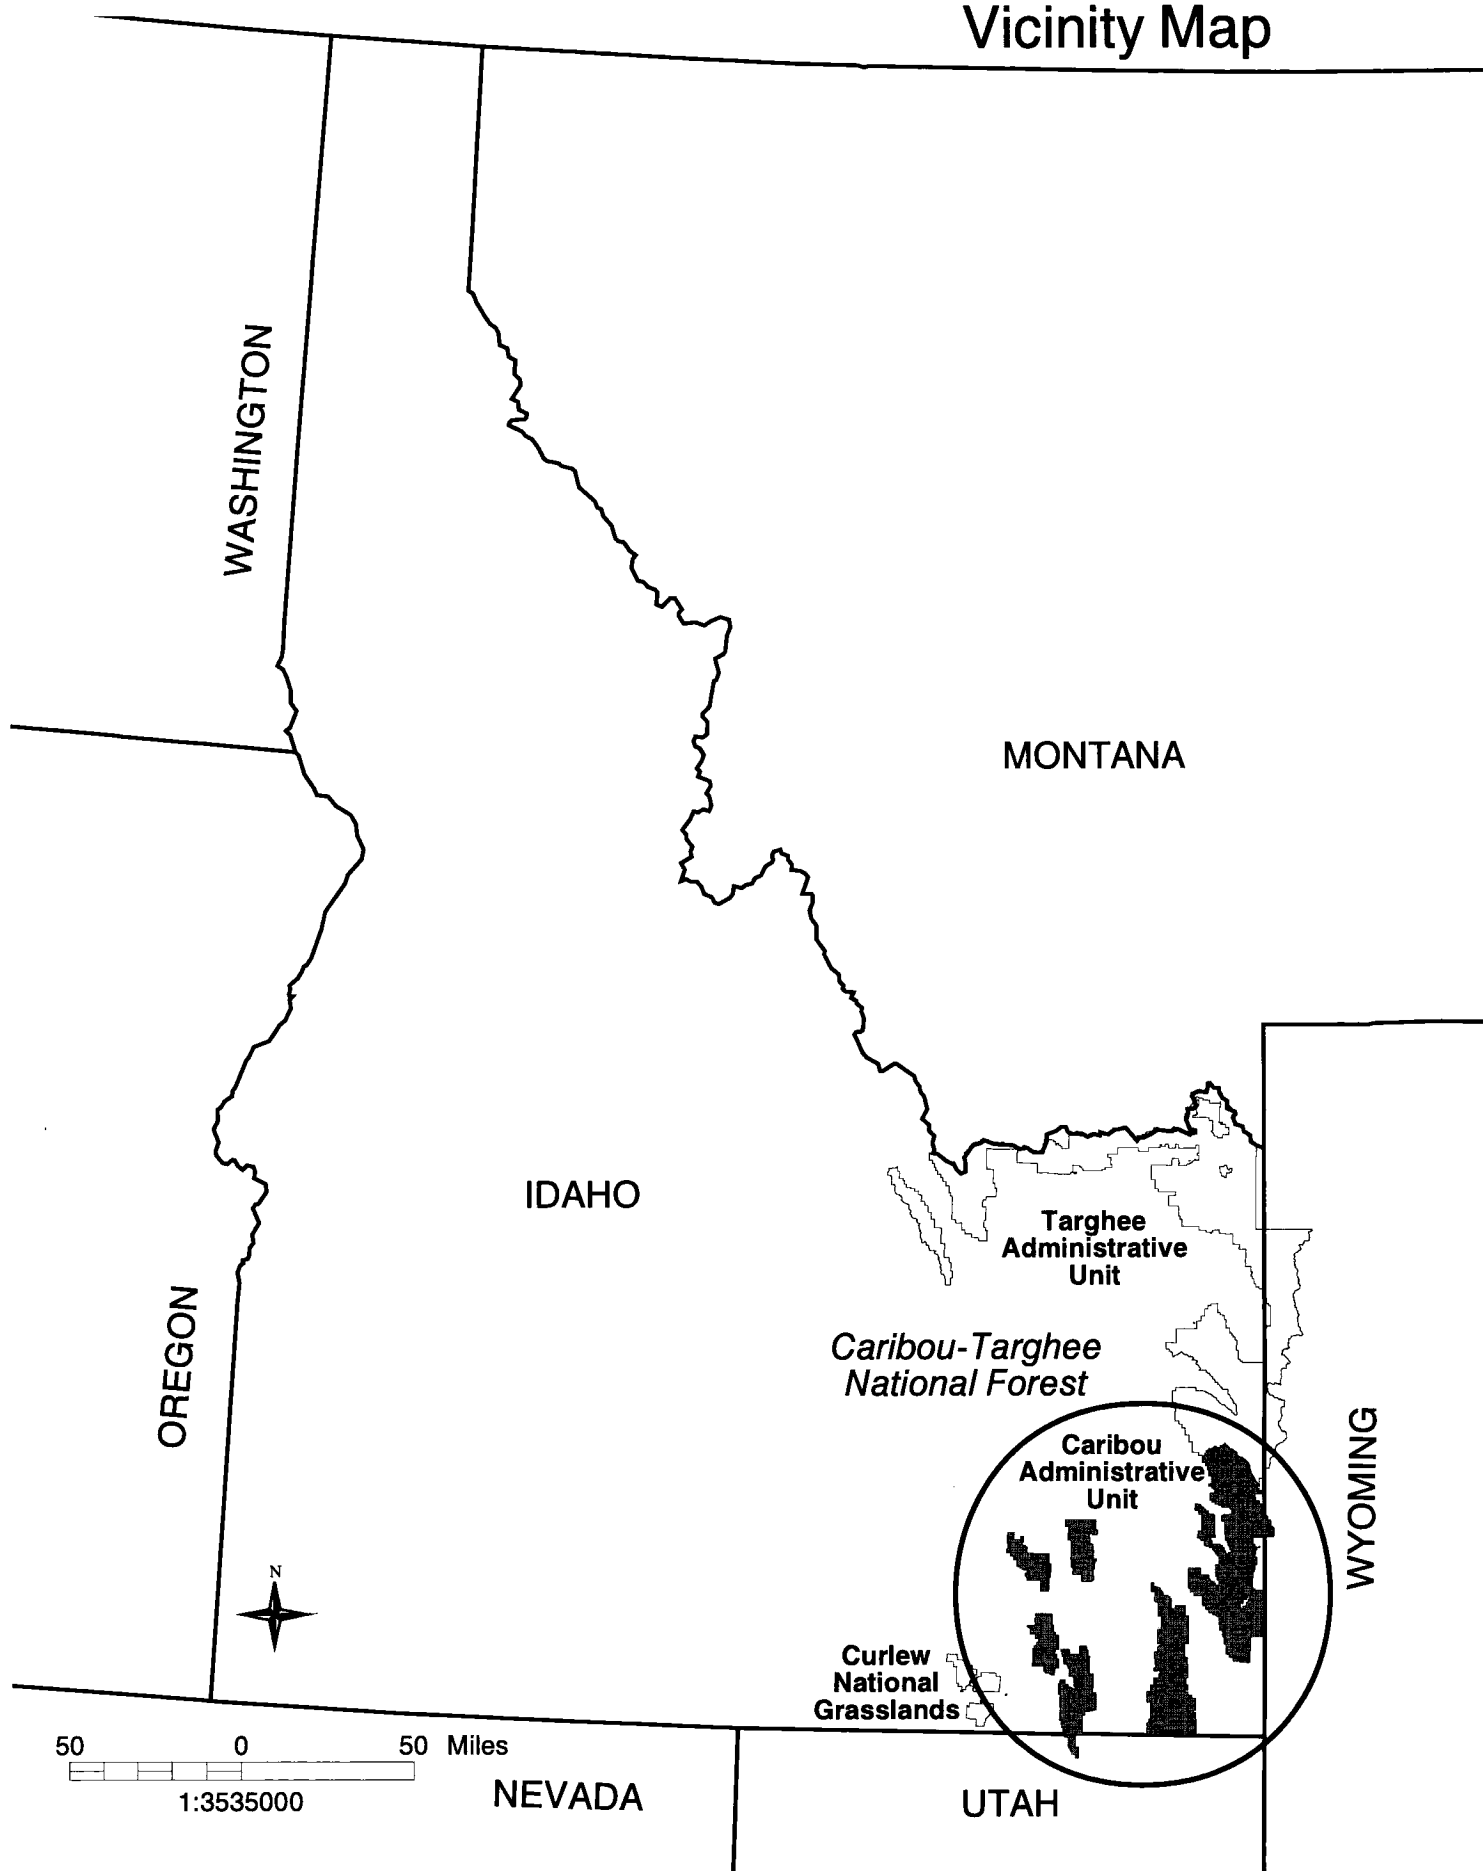 Vicinity Map
WASHINGTON
MONTANA
IDAHO
Targhee
Administrative
Unit
OREGON
Caribou-Targhee
National Forest
WYOMING
Caribou
Administrative
Unit
N
Curlew
National
Grasslands
50 0 50 Miles
1:3535000
NEVADA
UTAH